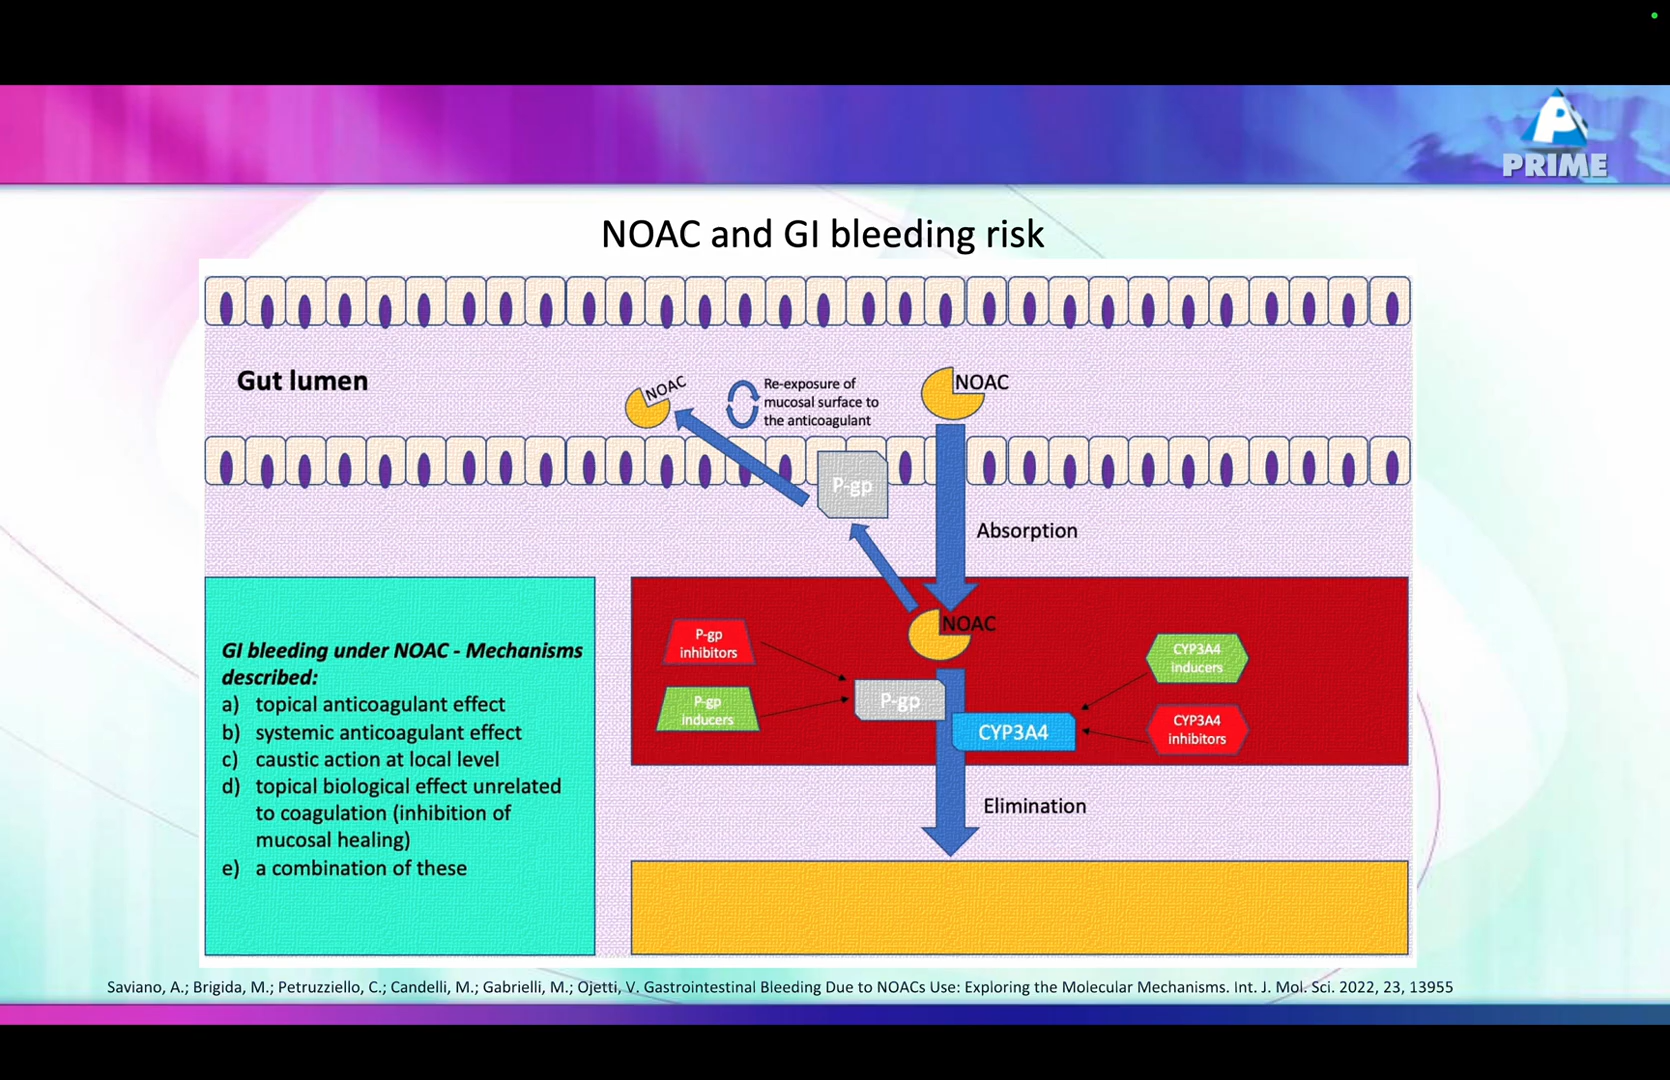 PRIME
NOAC and GI bleeding risk
Gut lumen
NOAC
Re-exposure of
mucosal surface to
the anticoagulant
NOAC
P-gp
Absorption
NOAC
P-gp
inhibitors
P-gp
inducers
P-gp
CYP3A4
CYP3A4
inducers
CYP3A4
inhibitors
Elimination
GI bleeding under NOAC - Mechanisms
described:
a) topical anticoagulant effect
b) systemic anticoagulant effect
c) caustic action at local level
d) topical biological effect unrelated
to coagulation (inhibition of
mucosal healing)
e) a combination of these
Saviano, A.; Brigida, M.; Petruzziello, C.; Candelli, M.; Gabrielli, M.; Ojetti, V. Gastrointestinal Bleeding Due to NOACs Use: Exploring the Molecular Mechanisms. Int. J. Mol. Sci. 2022, 23, 13955